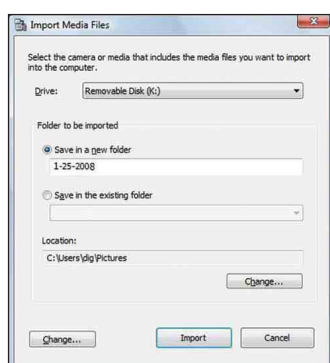 Import Media Files
Select the camera or media that includes the media files you want to import
into the computer.
Drive: Removable Disk (K:)
Folder to be imported
Save in a new folder
1-25-2008
Save in the existing folder
Location:
C:\Users\dig\Pictures
Change...
Change... Import Cancel